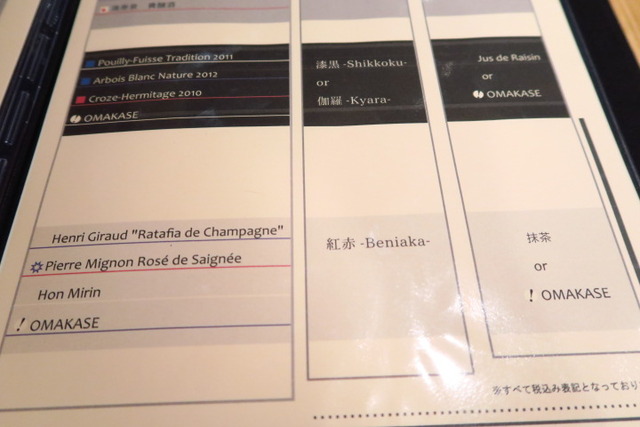 Pouilly-Fuisse Tradition 2011
Arbois Blanc Nature 2012
Croze-Hermitage 2010
OMAKASE
漆黒 -Shikkoku-
or
伽羅 -Kyara-
Jus de Raisin
or
OMAKASE
Henri Giraud "Ratafia de Champagne"
Pierre Mignon Rosé de Saignée
Hon Mirin
! OMAKASE
紅赤 -Beniaka-
抹茶
or
! OMAKASE
※すべて税込み表記となっており